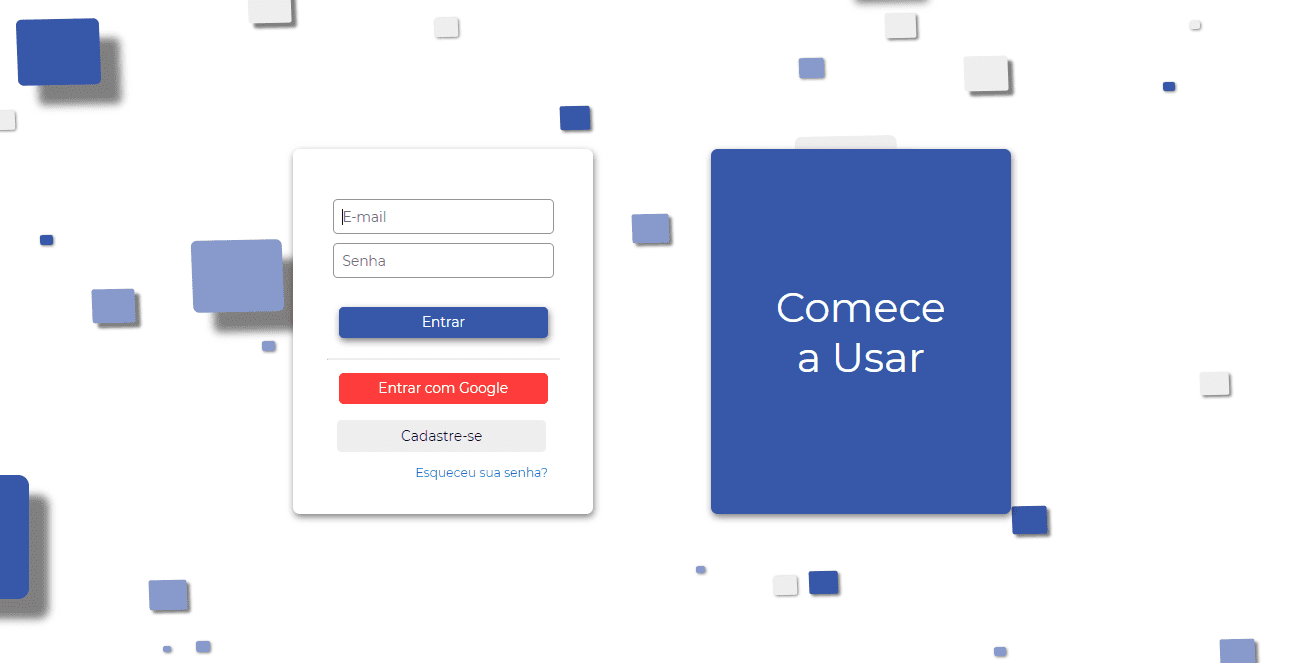 E-mail
Senha
Entrar
Entrar com Google
Cadastre-se
Esqueceu sua senha?
Comece
a Usar